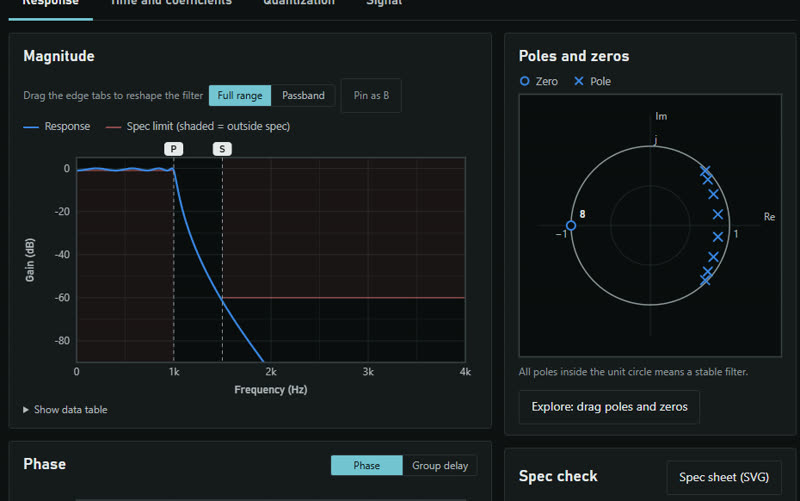 Response Time and coefficients Quantization Signal
Magnitude
Drag the edge tabs to reshape the filter Full range Passband Pin as B
Response Spec limit (shaded = outside spec)
P S
0
-20
-40
-60
-80
Gain (dB)
0 1k 2k 3k 4k
Frequency (Hz)
Show data table
Phase
Phase Group delay
Poles and zeros
Zero Pole
Im
j
8
Re
−1 1
All poles inside the unit circle means a stable filter.
Explore: drag poles and zeros
Spec check
Spec sheet (SVG)